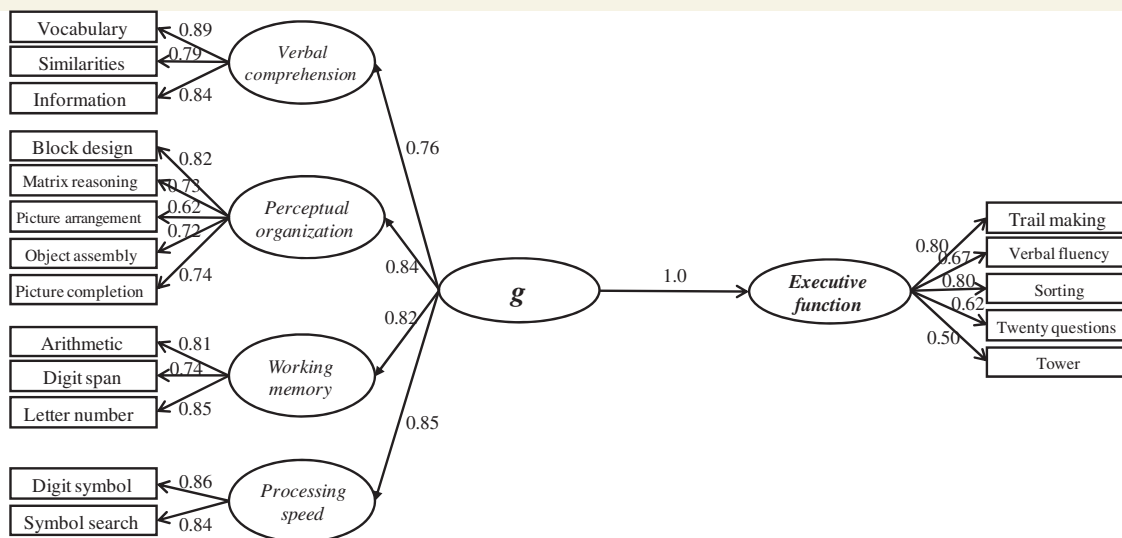 Vocabulary
Similarities
Information
0.89
0.79
0.84
Verbal
comprehension
Block design
Matrix reasoning
Picture arrangement
Object assembly
Picture completion
0.82
0.73
0.62
0.72
0.74
Perceptual
organization
Arithmetic
Digit span
Letter number
0.81
0.74
0.85
Working
memory
Digit symbol
Symbol search
0.86
0.84
Processing
speed
0.76
0.84
0.82
0.85
g
1.0
Executive
function
0.80
0.67
0.80
0.62
0.50
Trail making
Verbal fluency
Sorting
Twenty questions
Tower